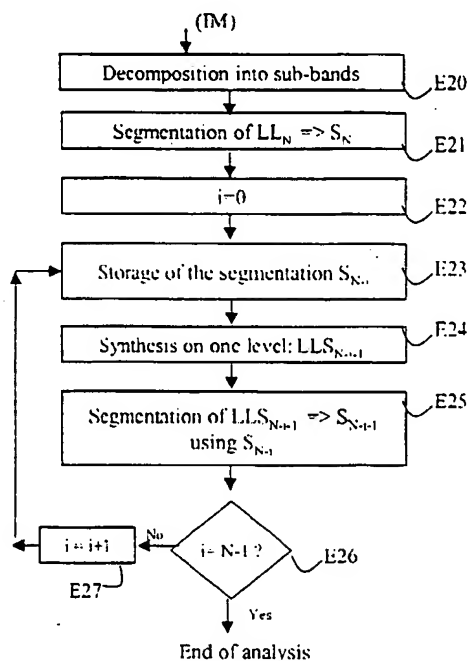 (IM)
Decomposition into sub-bands
E20
Segmentation of LL_N => S_N
E21
i=0
E22
Storage of the segmentation S_N-i
E23
E24
Synthesis on one level: LLS_N-i-1
E25
Segmentation of LLS_N-i-1 => S_N-i-1
using S_N-i
i = i+1
No
i= N-1 ?
E26
E27
Yes
End of analysis